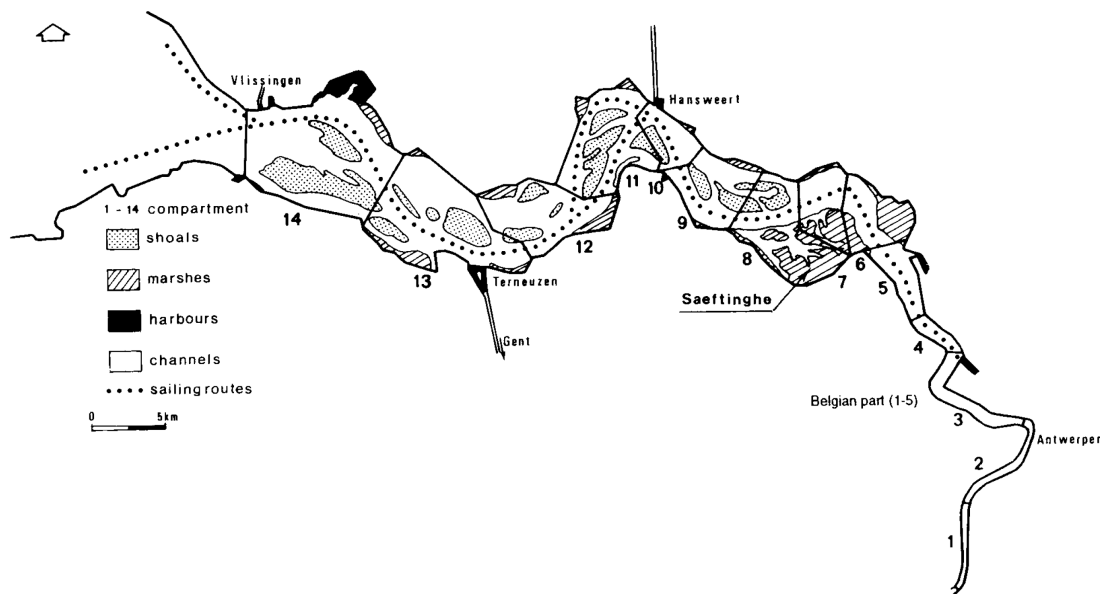 Vlissingen
Hansweert
1 - 14 compartment
shoals
marshes
harbours
channels
sailing routes
0 5km
14
13
Terneuzen
Gent
12
11
10
9
8
7
6
5
Saeftinghe
4
Belgian part (1-5)
3
Antwerper
2
1